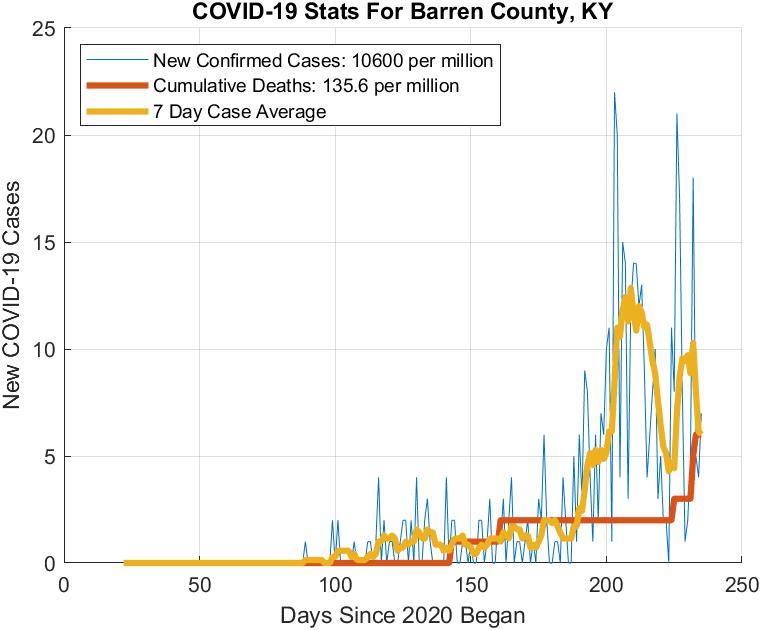 COVID-19 Stats For Barren County, KY
25
New Confirmed Cases: 10600 per million
Cumulative Deaths: 135.6 per million
7 Day Case Average
20
15
10
5
0
New COVID-19 Cases
0 50 100 150 200 250
Days Since 2020 Began